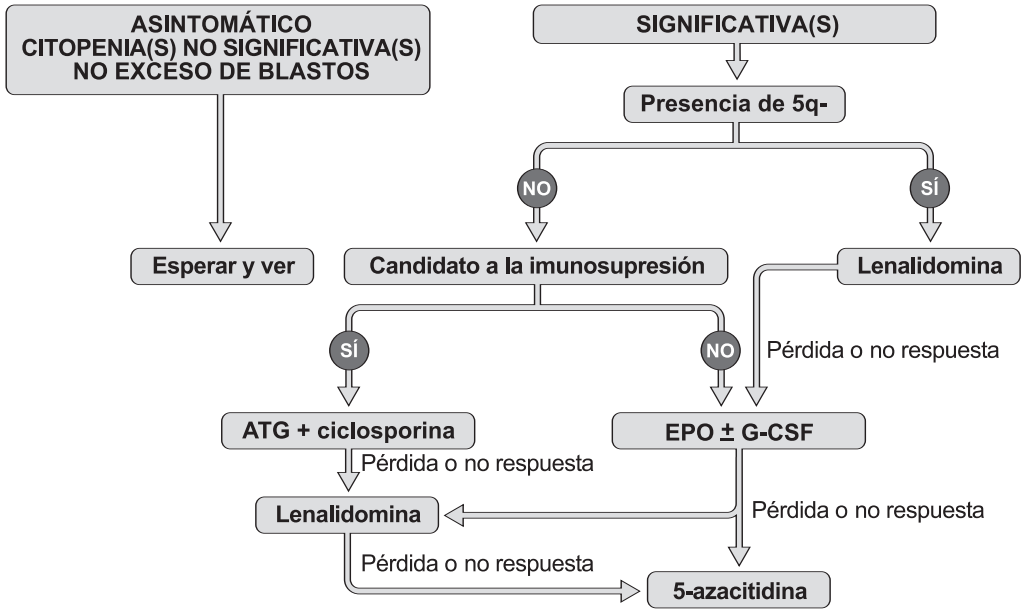 ASINTOMÁTICO
CITOPENIA(S) NO SIGNIFICATIVA(S)
NO EXCESO DE BLASTOS
SIGNIFICATIVA(S)
Presencia de 5q-
NO
SÍ
Esperar y ver
Candidato a la imunosupresión
Lenalidomina
SÍ
NO
Pérdida o no respuesta
ATG + ciclosporina
EPO ± G-CSF
Pérdida o no respuesta
Lenalidomina
Pérdida o no respuesta
Pérdida o no respuesta
5-azacitidina